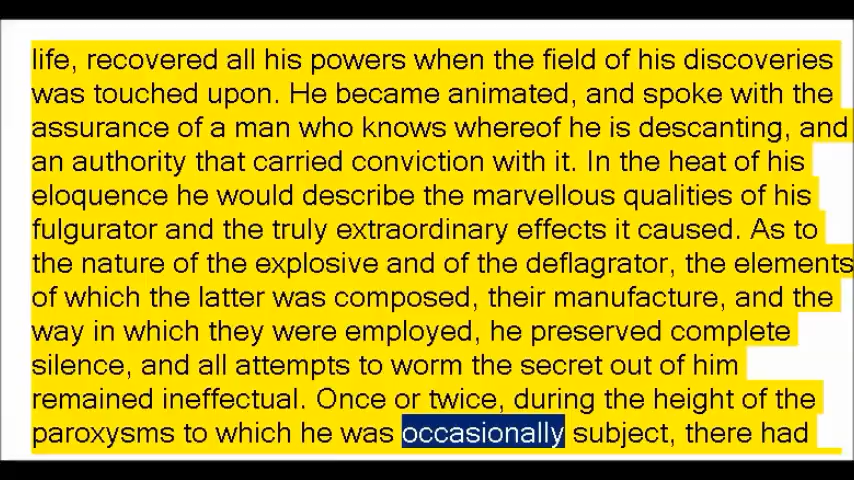 life, recovered all his powers when the field of his discoveries
was touched upon. He became animated, and spoke with the
assurance of a man who knows whereof he is descanting, and
an authority that carried conviction with it. In the heat of his
eloquence he would describe the marvellous qualities of his
fulgurator and the truly extraordinary effects it caused. As to
the nature of the explosive and of the deflagrator, the elements
of which the latter was composed, their manufacture, and the
way in which they were employed, he preserved complete
silence, and all attempts to worm the secret out of him
remained ineffectual. Once or twice, during the height of the
paroxysms to which he was occasionally subject, there had